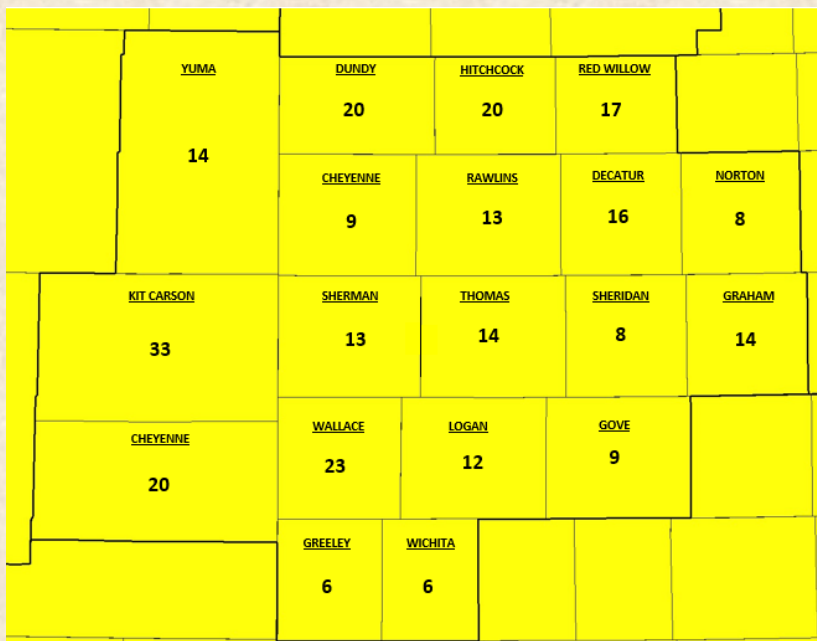 YUMA
14
DUNDY
20
HITCHCOCK
20
RED WILLOW
17
CHEYENNE
9
RAWLINS
13
DECATUR
16
NORTON
8
KIT CARSON
33
SHERMAN
13
THOMAS
14
SHERIDAN
8
GRAHAM
14
CHEYENNE
20
WALLACE
23
LOGAN
12
GOVE
9
GREELEY
6
WICHITA
6